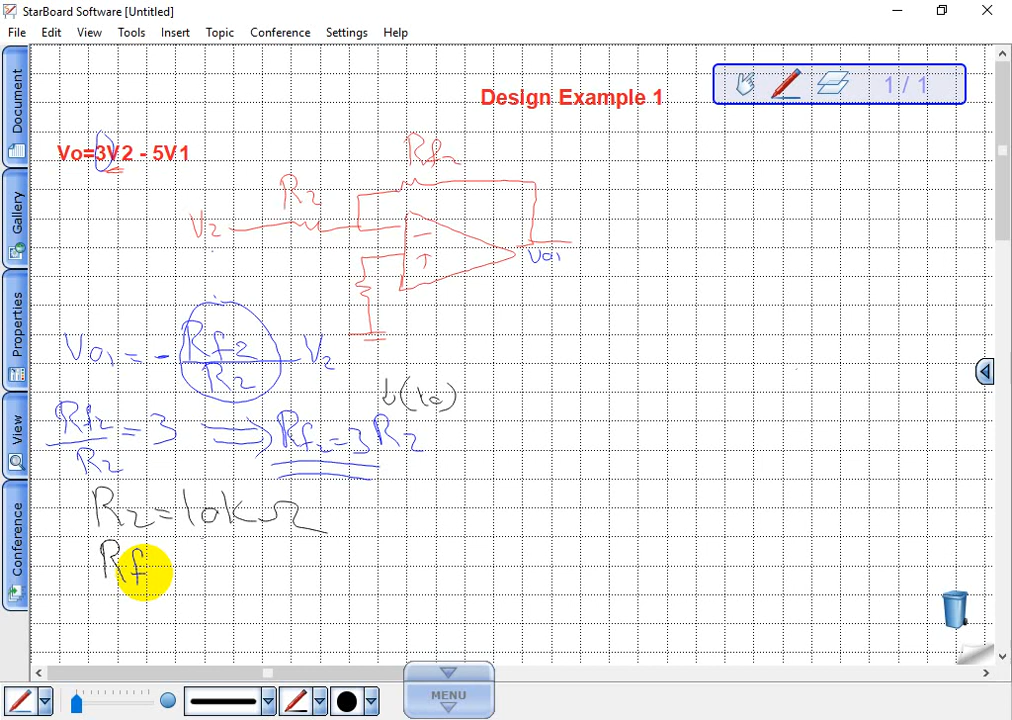 StarBoard Software [Untitled]
File Edit View Tools Insert Topic Conference Settings Help
Document
Gallery
Properties
View
Conference
1 / 1
Design Example 1
Vo=3V2 - 5V1
Rf2
R2
V2
Vo1
Vo1 = - Rf2 / R2 V2
↓(10)
Rf2 / R2 = 3 ⇒ Rf2 = 3R2
R2 = 10kΩ
Rf
MENU